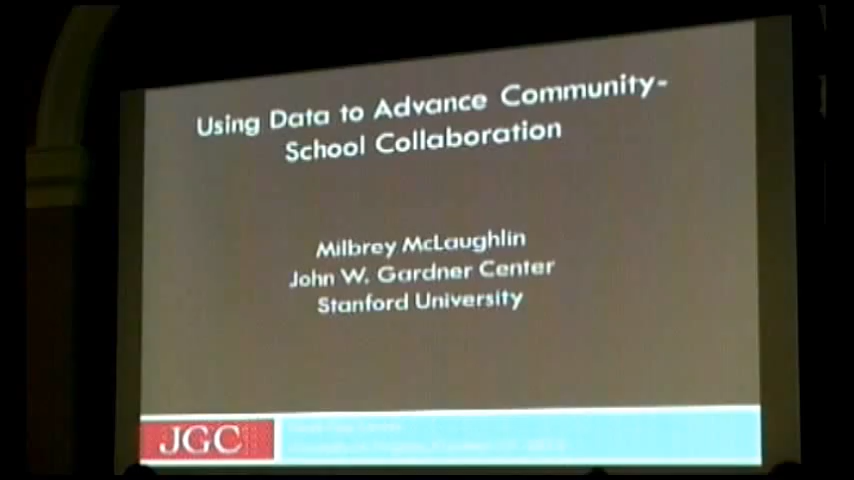 Using Data to Advance Community-
School Collaboration
Milbrey McLaughlin
John W. Gardner Center
Stanford University
JGC